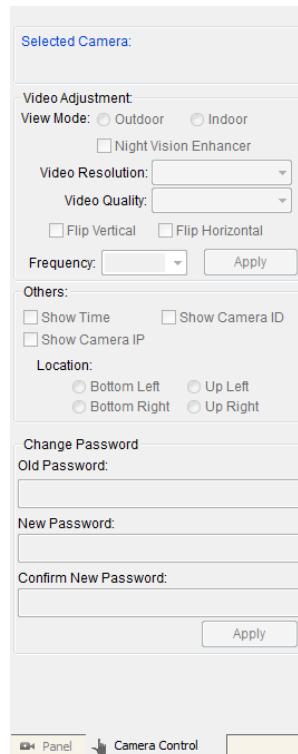 Selected Camera:
Video Adjustment:
View Mode: Outdoor Indoor
Night Vision Enhancer
Video Resolution:
Video Quality:
Flip Vertical Flip Horizontal
Frequency: Apply
Others:
Show Time Show Camera ID
Show Camera IP
Location:
Bottom Left Up Left
Bottom Right Up Right
Change Password
Old Password:
New Password:
Confirm New Password:
Apply
Panel Camera Control